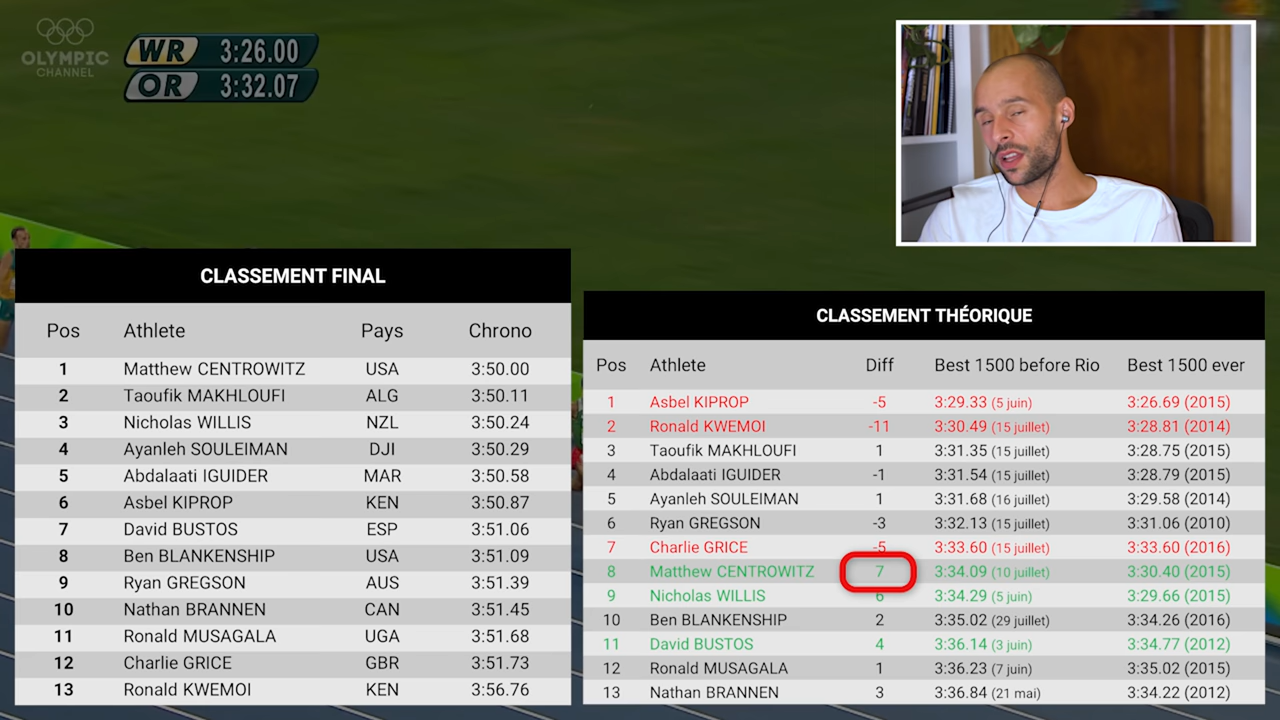 OLYMPIC
CHANNEL
WR 3:26.00
OR 3:32.07
CLASSEMENT FINAL
Pos Athlete Pays Chrono
1 Matthew CENTROWITZ USA 3:50.00
2 Taoufik MAKHLOUFI ALG 3:50.11
3 Nicholas WILLIS NZL 3:50.24
4 Ayanleh SOULEIMAN DJI 3:50.29
5 Abdalaati IGUIDER MAR 3:50.58
6 Asbel KIPROP KEN 3:50.87
7 David BUSTOS ESP 3:51.06
8 Ben BLANKENSHIP USA 3:51.09
9 Ryan GREGSON AUS 3:51.39
10 Nathan BRANNEN CAN 3:51.45
11 Ronald MUSAGALA UGA 3:51.68
12 Charlie GRICE GBR 3:51.73
13 Ronald KWEMOI KEN 3:56.76
CLASSEMENT THÉORIQUE
Pos Athlete Diff Best 1500 before Rio Best 1500 ever
1 Asbel KIPROP -5 3:29.33 (5 juin) 3:26.69 (2015)
2 Ronald KWEMOI -11 3:30.49 (15 juillet) 3:28.81 (2014)
3 Taoufik MAKHLOUFI 1 3:31.35 (15 juillet) 3:28.75 (2015)
4 Abdalaati IGUIDER -1 3:31.54 (15 juillet) 3:28.79 (2015)
5 Ayanleh SOULEIMAN 1 3:31.68 (16 juillet) 3:29.58 (2014)
6 Ryan GREGSON -3 3:32.13 (15 juillet) 3:31.06 (2010)
7 Charlie GRICE -5 3:33.60 (15 juillet) 3:33.60 (2016)
8 Matthew CENTROWITZ 7 3:34.09 (10 juillet) 3:30.40 (2015)
9 Nicholas WILLIS 6 3:34.29 (5 juin) 3:29.66 (2015)
10 Ben BLANKENSHIP 2 3:35.02 (29 juillet) 3:34.26 (2016)
11 David BUSTOS 4 3:36.14 (3 juin) 3:34.77 (2012)
12 Ronald MUSAGALA 1 3:36.23 (7 juin) 3:35.02 (2015)
13 Nathan BRANNEN 3 3:36.84 (21 mai) 3:34.22 (2012)